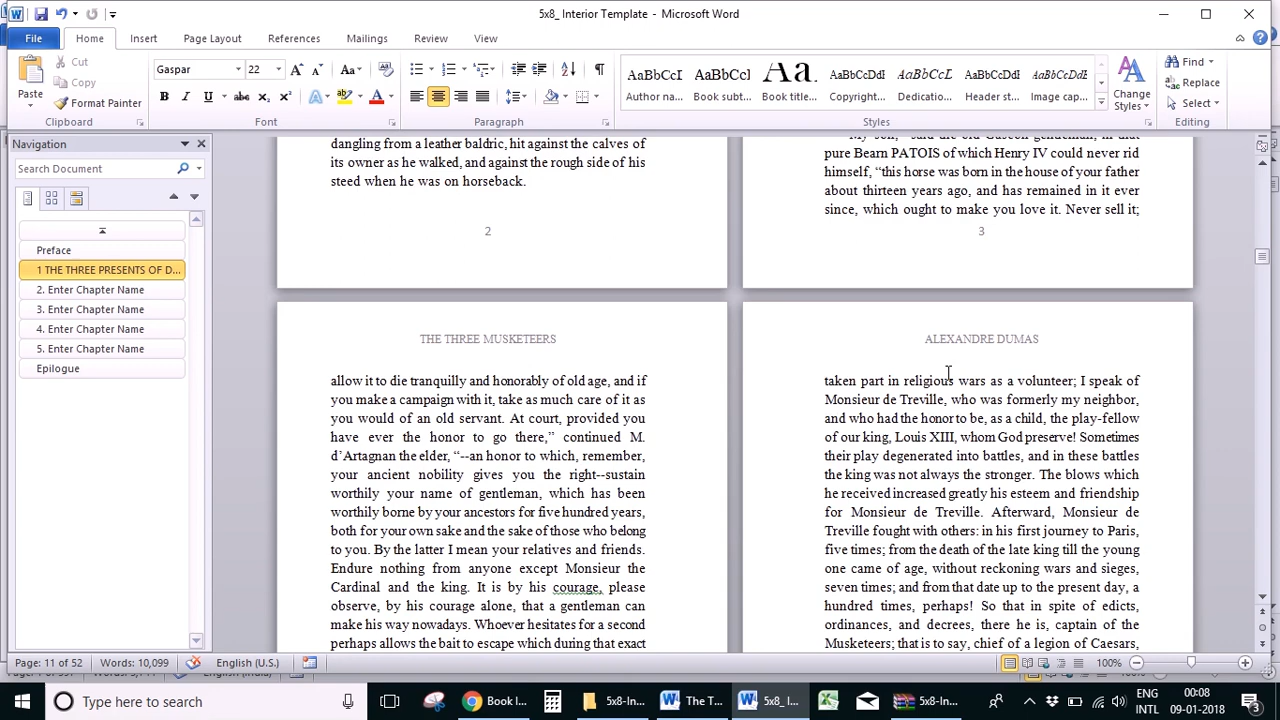 5x8_ Interior Template - Microsoft Word
File Home Insert Page Layout References Mailings Review View
Paste Cut Copy Format Painter
Gaspar 22
AaBbCcI AaBbCcI AaBb AaBbCcDdI AaBbCcDdE AaBbCcDdI AaBbCcDdE
Author na... Book subt... Book title... Copyright... Dedicatio... Header st... Image cap...
Change Styles
Find
Replace
Select
Clipboard Font Paragraph Styles Editing
Navigation
Search Document
Preface
1 THE THREE PRESENTS OF D...
2. Enter Chapter Name
3. Enter Chapter Name
4. Enter Chapter Name
5. Enter Chapter Name
Epilogue
dangling from a leather baldric, hit against the calves of
its owner as he walked, and against the rough side of his
steed when he was on horseback.
2
“My son,” said the old Gascon gentleman, in that
pure Bearn PATOIS of which Henry IV could never rid
himself, “this horse was born in the house of your father
about thirteen years ago, and has remained in it ever
since, which ought to make you love it. Never sell it;
3
THE THREE MUSKETEERS
allow it to die tranquilly and honorably of old age, and if
you make a campaign with it, take as much care of it as
you would of an old servant. At court, provided you
have ever the honor to go there,” continued M.
d’Artagnan the elder, “--an honor to which, remember,
your ancient nobility gives you the right--sustain
worthily your name of gentleman, which has been
worthily borne by your ancestors for five hundred years,
both for your own sake and the sake of those who belong
to you. By the latter I mean your relatives and friends.
Endure nothing from anyone except Monsieur the
Cardinal and the king. It is by his courage, please
observe, by his courage alone, that a gentleman can
make his way nowadays. Whoever hesitates for a second
perhaps allows the bait to escape which during that exact
ALEXANDRE DUMAS
taken part in religious wars as a volunteer; I speak of
Monsieur de Treville, who was formerly my neighbor,
and who had the honor to be, as a child, the play-fellow
of our king, Louis XIII, whom God preserve! Sometimes
their play degenerated into battles, and in these battles
the king was not always the stronger. The blows which
he received increased greatly his esteem and friendship
for Monsieur de Treville. Afterward, Monsieur de
Treville fought with others: in his first journey to Paris,
five times; from the death of the late king till the young
one came of age, without reckoning wars and sieges,
seven times; and from that date up to the present day, a
hundred times, perhaps! So that in spite of edicts,
ordinances, and decrees, there he is, captain of the
Musketeers; that is to say, chief of a legion of Caesars,
Page: 11 of 52 Words: 10,099 English (U.S.) 100%
Type here to search
Book I... 5x8-In... The T... 5x8_ I... 5x8-In...
ENG INTL
00:08
09-01-2018